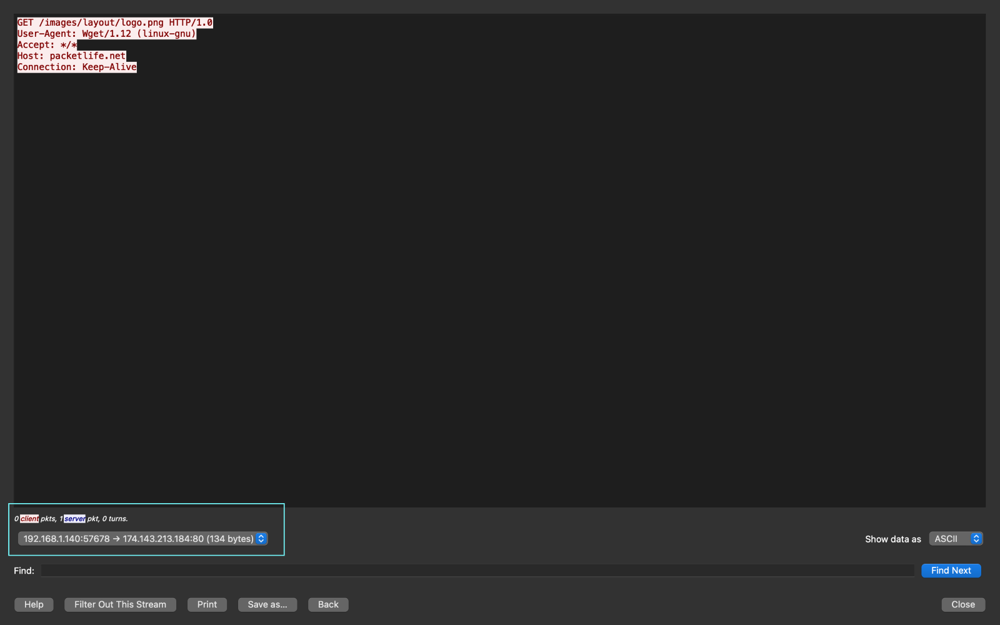 GET /images/layout/logo.png HTTP/1.0
User-Agent: Wget/1.12 (linux-gnu)
Accept: */*
Host: packetlife.net
Connection: Keep-Alive
0 client pkts, 1 server pkt, 0 turns.
192.168.1.140:57678 → 174.143.213.184:80 (134 bytes)
Show data as ASCII
Find:
Find Next
Help Filter Out This Stream Print Save as... Back Close